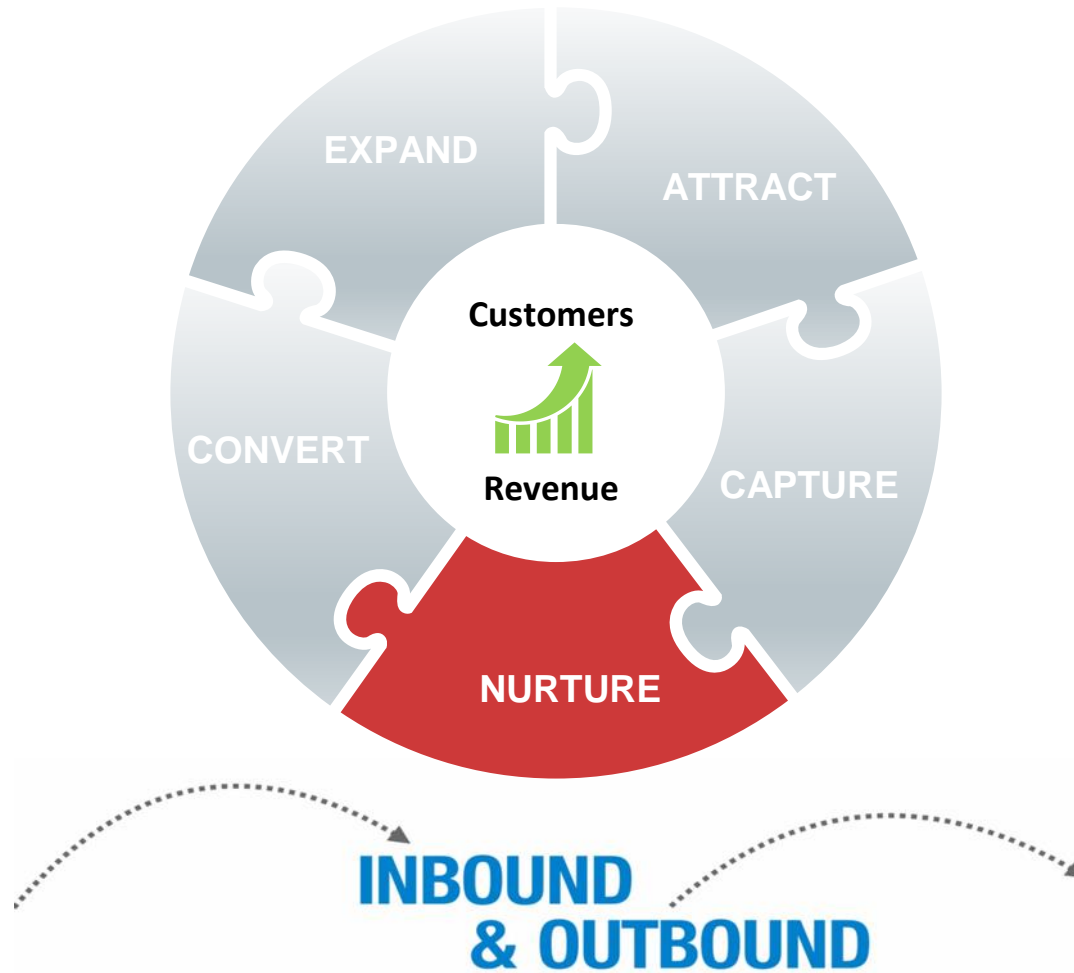 EXPAND
ATTRACT
Customers
CONVERT
CAPTURE
Revenue
NURTURE
INBOUND
& OUTBOUND